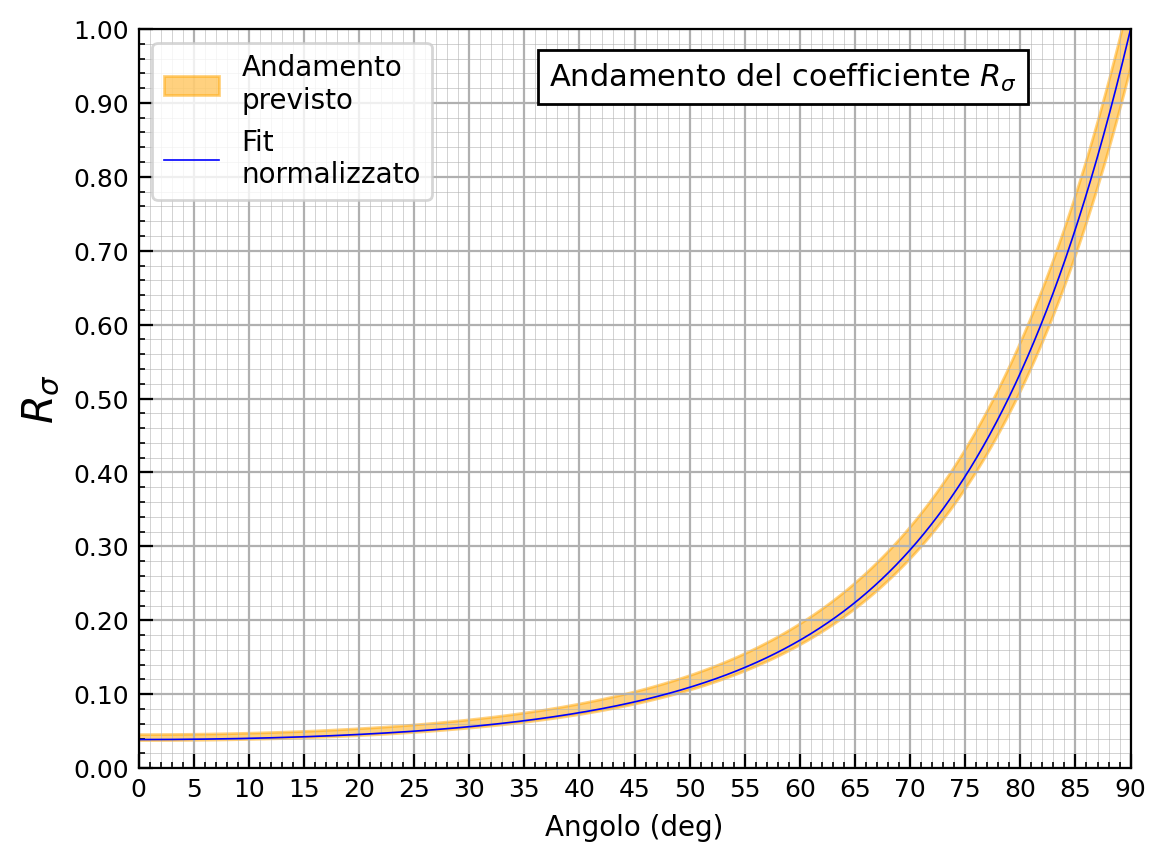 Andamento del coefficiente Rσ
Andamento
previsto
Fit
normalizzato
Rσ
1.00
0.90
0.80
0.70
0.60
0.50
0.40
0.30
0.20
0.10
0.00
0 5 10 15 20 25 30 35 40 45 50 55 60 65 70 75 80 85 90
Angolo (deg)